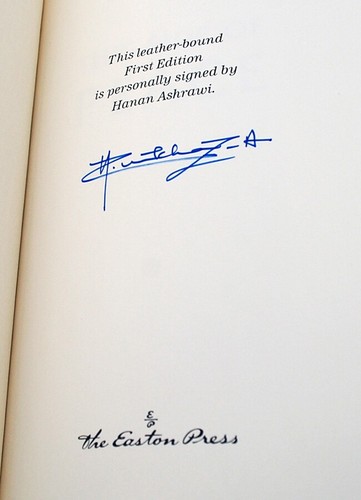 This leather-bound
First Edition
is personally signed by
Hanan Ashrawi.
the Easton Press